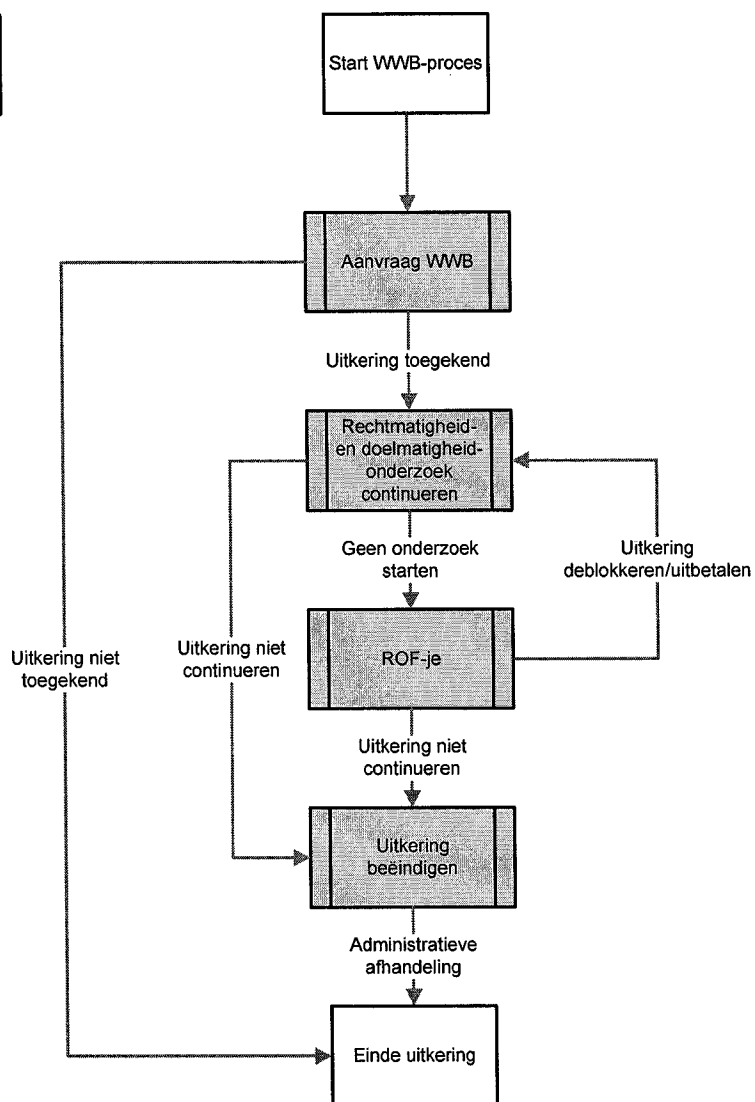 Start WWB-proces
Aanvraag WWB
Uitkering toegekend
Rechtmatigheid-
en doelmatigheid-
onderzoek
continueren
Geen onderzoek
starten
Uitkering
deblokkeren/uitbetalen
Uitkering niet
toegekend
Uitkering niet
continueren
ROF-je
Uitkering niet
continueren
Uitkering
beëindigen
Administratieve
afhandeling
Einde uitkering